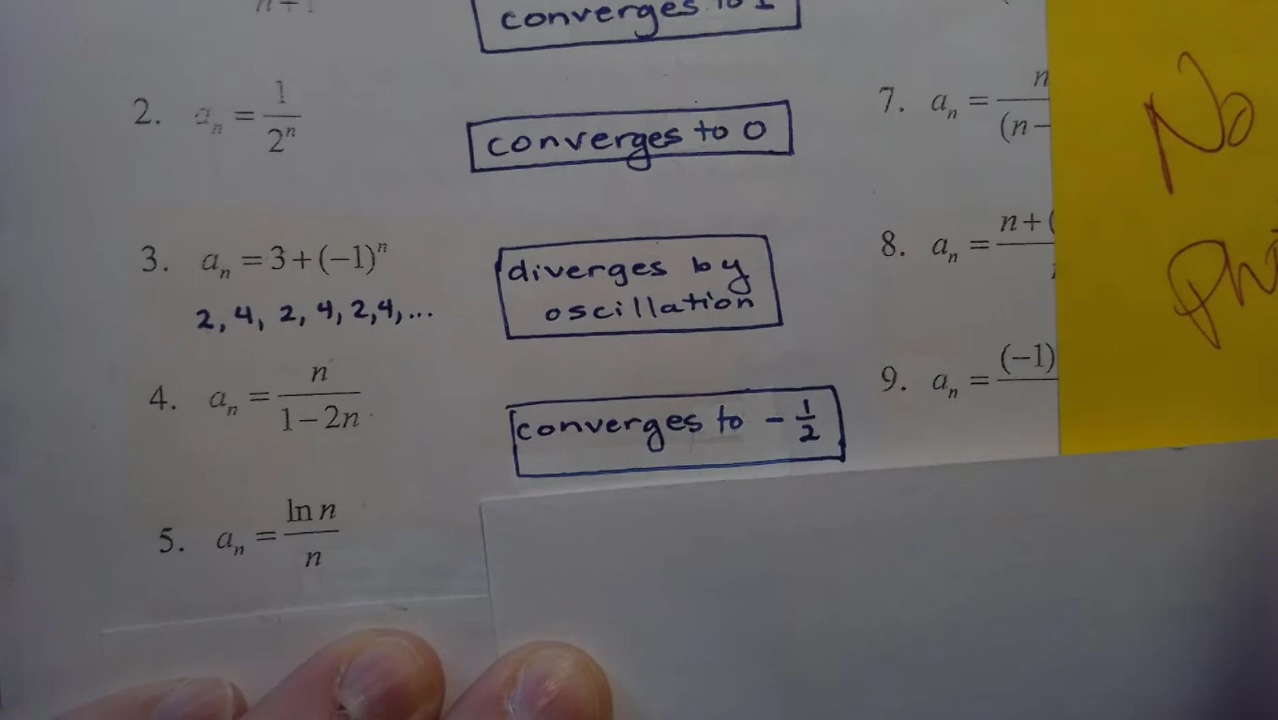 n+1
converges to 1
2. aₙ = 1/2ⁿ
converges to 0
3. aₙ = 3+(−1)ⁿ
2, 4, 2, 4, 2, 4, ...
diverges by
oscillation
4. aₙ = n/(1−2n)
converges to − 1/2
5. aₙ = ln n/n
7. aₙ = n/(n−
8. aₙ = n+(
9. aₙ = (−1)
No